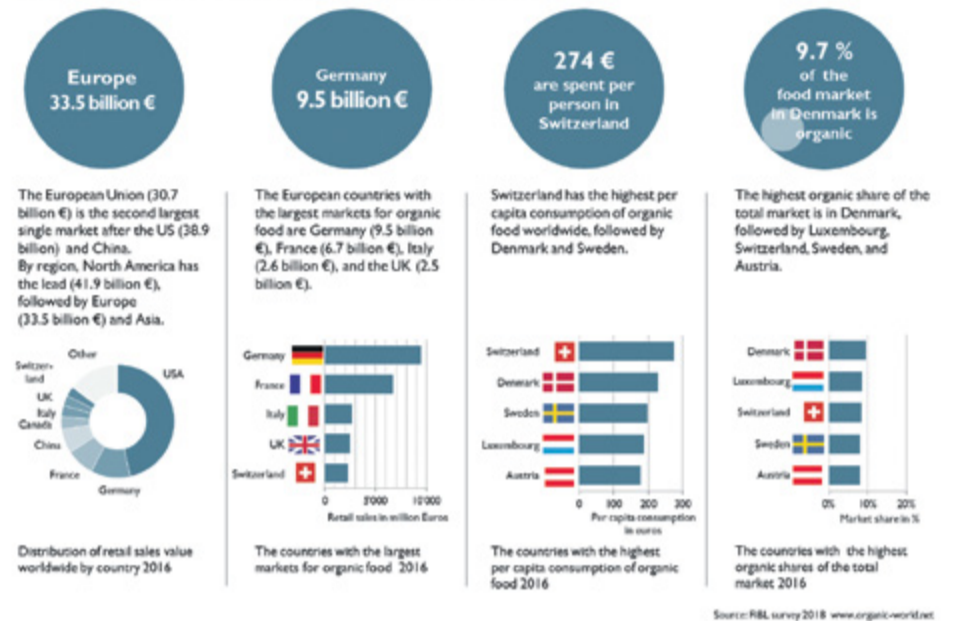 Europe
33.5 billion €
Germany
9.5 billion €
274 €
are spent per
person in
Switzerland
9.7 %
of the
food market
in Denmark is
organic
The European Union (30.7
billion €) is the second largest
single market after the US (38.9
billion) and China.
By region, North America has
the lead (41.9 billion €),
followed by Europe
(33.5 billion €) and Asia.
Other
Switzer-
land
UK
Italy
Canada
China
France
Germany
USA
Distribution of retail sales value
worldwide by country 2016
The European countries with
the largest markets for organic
food are Germany (9.5 billion
€), France (6.7 billion €), Italy
(2.6 billion €), and the UK (2.5
billion €).
Germany
France
Italy
UK
Switzerland
0 5'000 10'000
Retail sales in million Euros
The countries with the largest
markets for organic food 2016
Switzerland has the highest per
capita consumption of organic
food worldwide, followed by
Denmark and Sweden.
Switzerland
Denmark
Sweden
Luxembourg
Austria
0 100 200 300
Per capita consumption
in euros
The countries with the highest
per capita consumption of organic
food 2016
The highest organic share of the
total market is in Denmark,
followed by Luxembourg,
Switzerland, Sweden, and
Austria.
Denmark
Luxembourg
Switzerland
Sweden
Austria
0% 10% 20%
Market share in %
The countries with the highest
organic shares of the total
market 2016
Source: FiBL survey 2018 www.organic-world.net